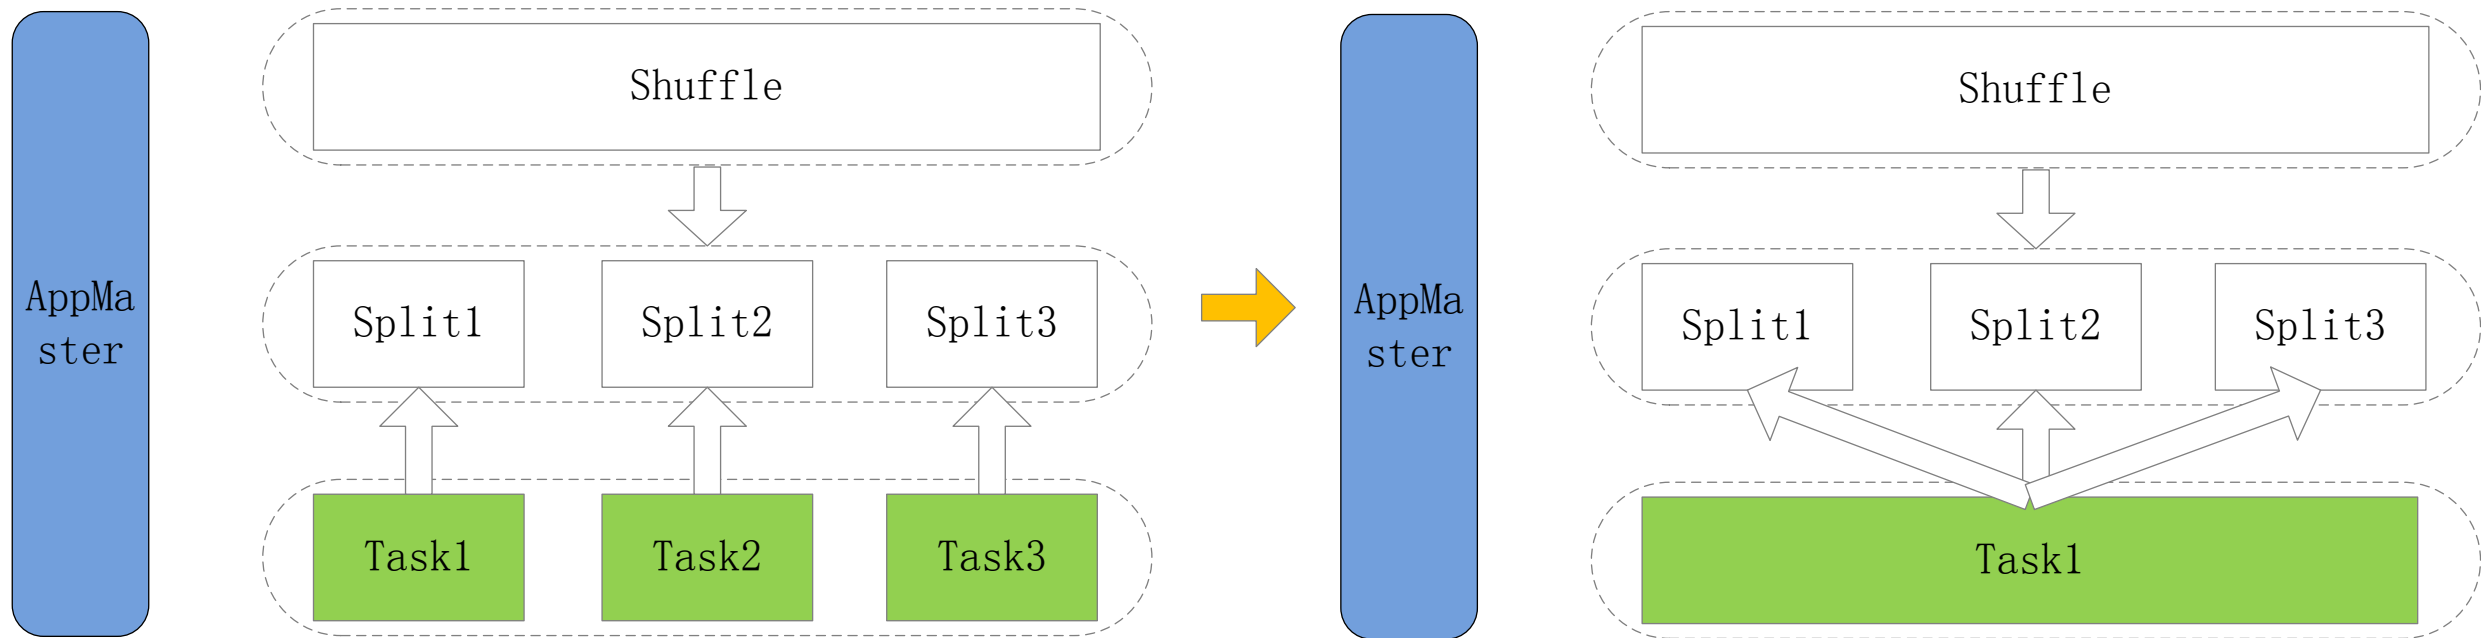 AppMa
ster
Shuffle
Split1
Split2
Split3
Task1
Task2
Task3
AppMa
ster
Shuffle
Split1
Split2
Split3
Task1